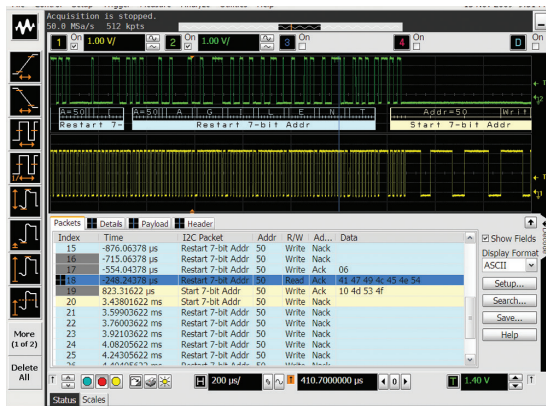 Acquisition is stopped.
50.0 MSa/s 512 kpts
1 On 1.00 V/ 2 On 1.00 V/ 3 On 4 On D On
A=50 A G I L E N T Addr=50 Writ
Restart 7- Restart 7-bit Addr Start 7-bit Addr
Packets Details Payload Header
Index Time I2C Packet Addr R/W Ad... Data
15 -876.06378 µs Restart 7-bit Addr 50 Write Nack
16 -715.06378 µs Restart 7-bit Addr 50 Write Nack
17 -554.04378 µs Restart 7-bit Addr 50 Write Ack 06
18 -248.24378 µs Restart 7-bit Addr 50 Read Ack 41 47 49 4c 45 4e 54
19 823.31622 µs Start 7-bit Addr 50 Write Ack 10 4d 53 4f
20 3.43801622 ms Start 7-bit Addr 50 Write Nack
21 3.59903622 ms Restart 7-bit Addr 50 Write Nack
22 3.76003622 ms Restart 7-bit Addr 50 Write Nack
23 3.92103622 ms Restart 7-bit Addr 50 Write Nack
24 4.08205622 ms Restart 7-bit Addr 50 Write Nack
25 4.24305622 ms Restart 7-bit Addr 50 Write Nack
Show Fields
Display Format
ASCII
Setup...
Search...
Save...
Help
More
(1 of 2)
Delete
All
H 200 µs/ 410.7000000 µs 0 T 1.40 V
Status Scales